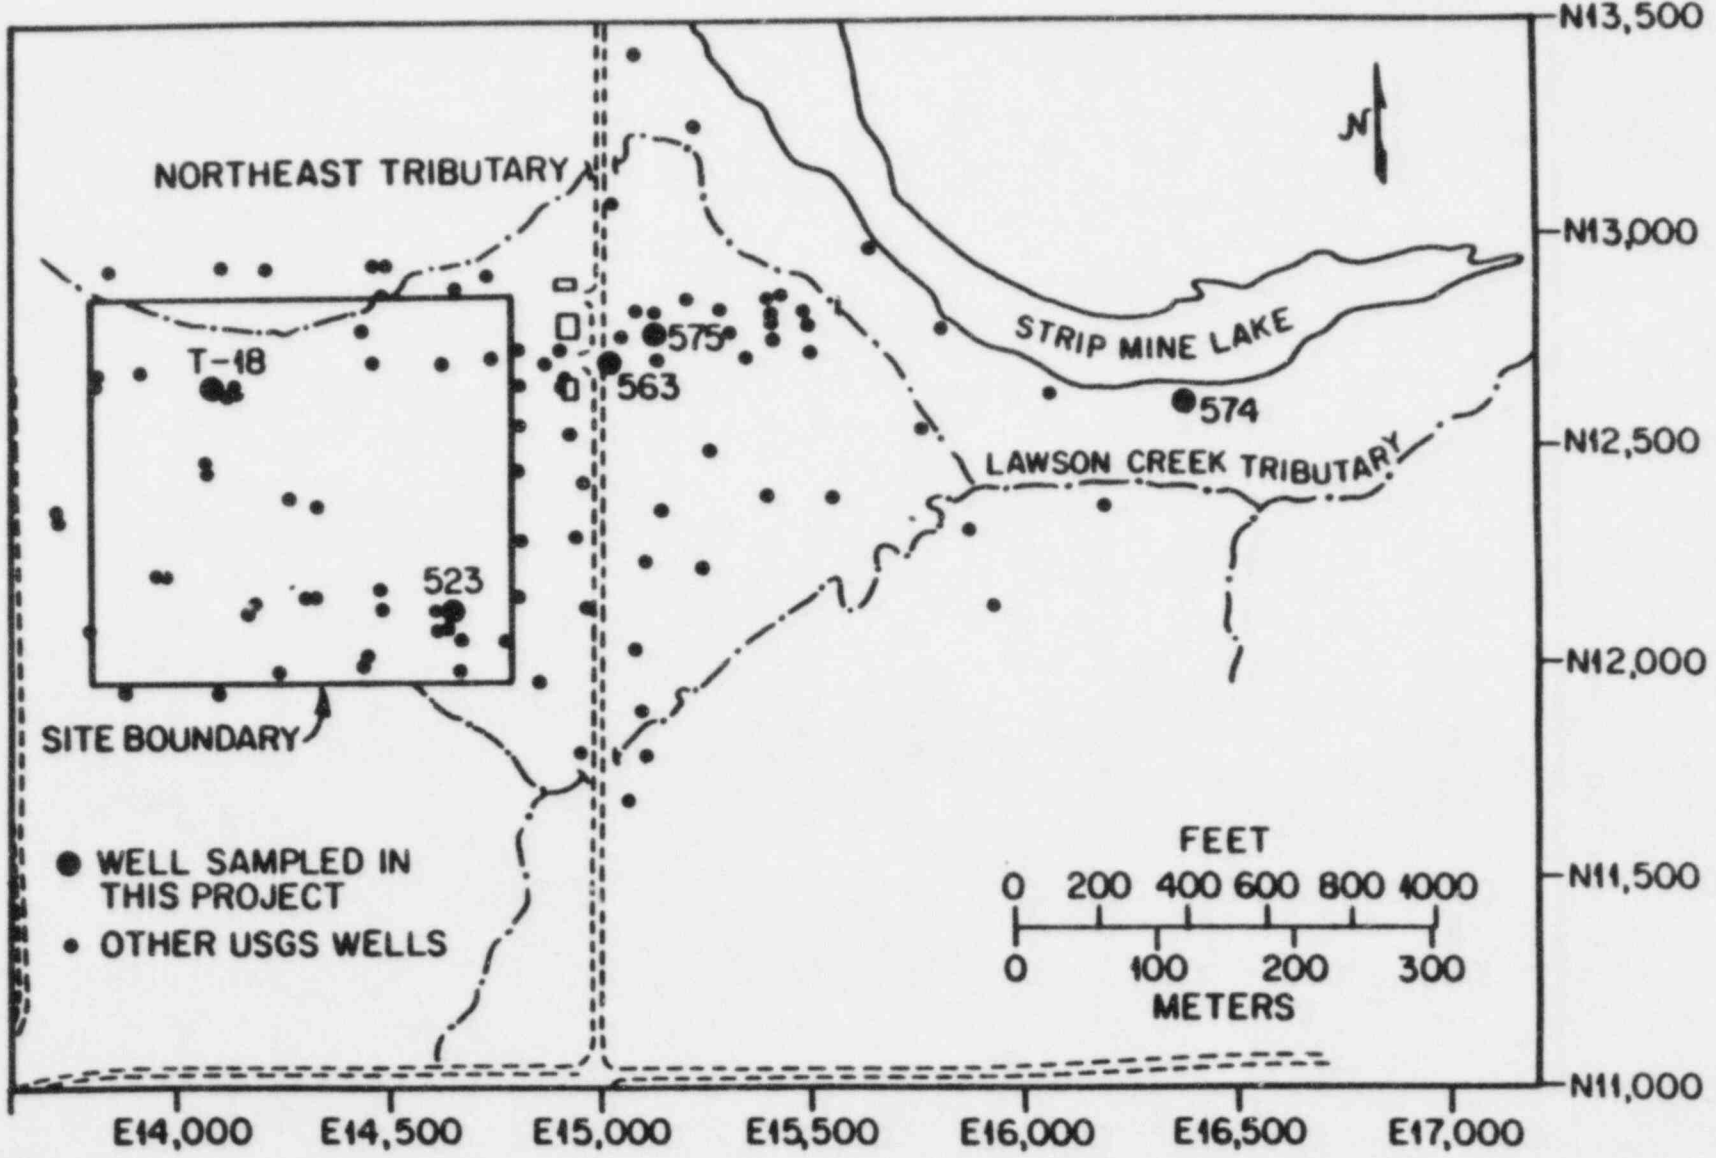 N13,500
N
NORTHEAST TRIBUTARY
N13,000
STRIP MINE LAKE
T-18
575
563
574
N12,500
LAWSON CREEK TRIBUTARY
523
N12,000
SITE BOUNDARY
FEET
WELL SAMPLED IN
THIS PROJECT
0 200 400 600 800 1000
N11,500
OTHER USGS WELLS
0 100 200 300
METERS
N11,000
E14,000 E14,500 E15,000 E15,500 E16,000 E16,500 E17,000